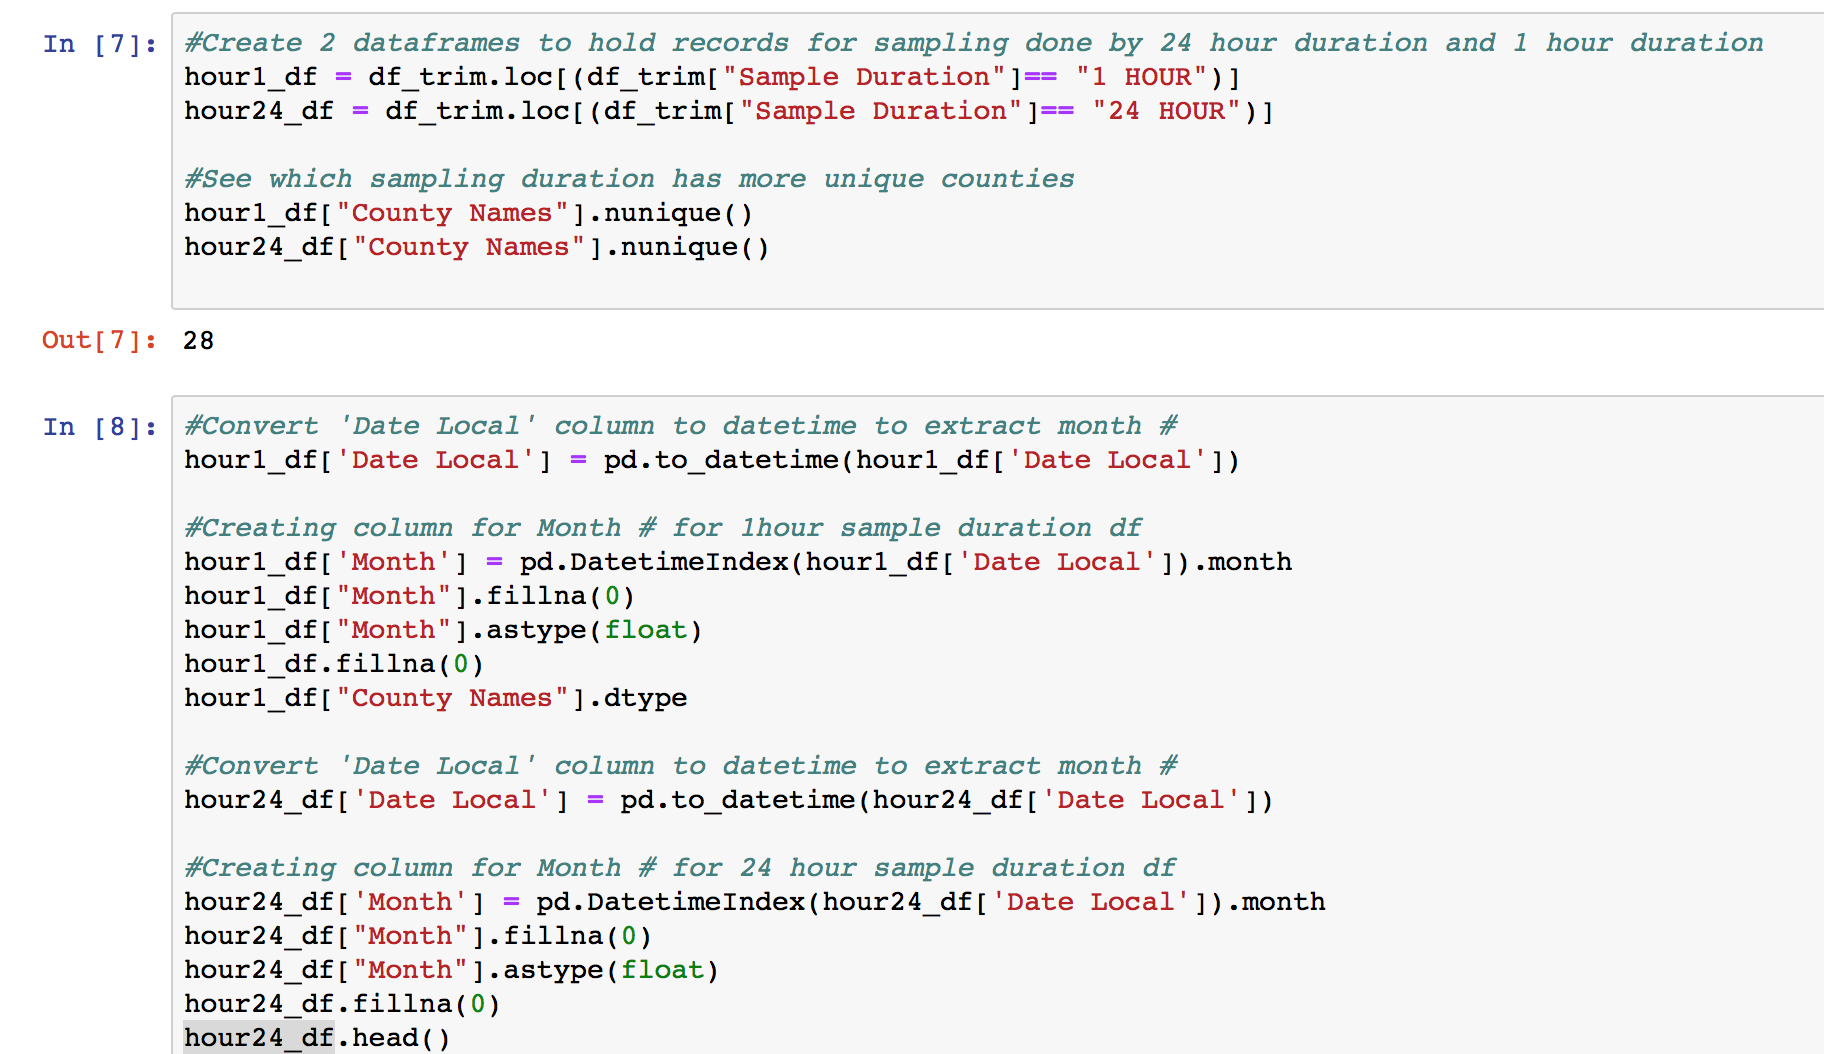 In [7]:
#Create 2 dataframes to hold records for sampling done by 24 hour duration and 1 hour duration
hour1_df = df_trim.loc[(df_trim["Sample Duration"]== "1 HOUR")]
hour24_df = df_trim.loc[(df_trim["Sample Duration"]== "24 HOUR")]
#See which sampling duration has more unique counties
hour1_df["County Names"].nunique()
hour24_df["County Names"].nunique()
Out[7]: 28
In [8]:
#Convert 'Date Local' column to datetime to extract month #
hour1_df['Date Local'] = pd.to_datetime(hour1_df['Date Local'])
#Creating column for Month # for 1hour sample duration df
hour1_df['Month'] = pd.DatetimeIndex(hour1_df['Date Local']).month
hour1_df["Month"].fillna(0)
hour1_df["Month"].astype(float)
hour1_df.fillna(0)
hour1_df["County Names"].dtype
#Convert 'Date Local' column to datetime to extract month #
hour24_df['Date Local'] = pd.to_datetime(hour24_df['Date Local'])
#Creating column for Month # for 24 hour sample duration df
hour24_df['Month'] = pd.DatetimeIndex(hour24_df['Date Local']).month
hour24_df["Month"].fillna(0)
hour24_df["Month"].astype(float)
hour24_df.fillna(0)
hour24_df.head()